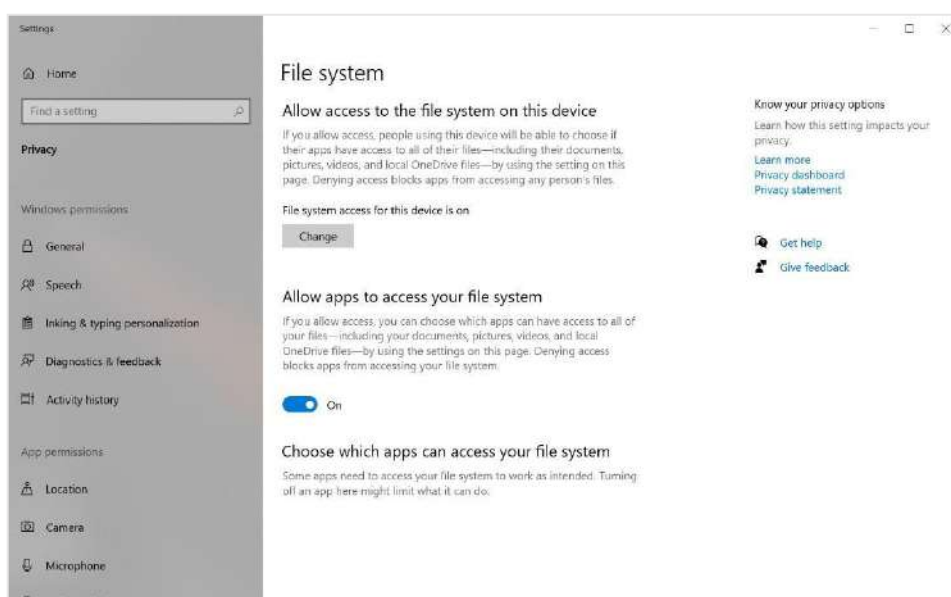 Settings
Home
Find a setting
Privacy
Windows permissions
General
Speech
Inking & typing personalization
Diagnostics & feedback
Activity history
App permissions
Location
Camera
Microphone
File system
Allow access to the file system on this device
If you allow access, people using this device will be able to choose if
their apps have access to all of their files—including their documents,
pictures, videos, and local OneDrive files—by using the setting on this
page. Denying access blocks apps from accessing any person's files.
File system access for this device is on
Change
Allow apps to access your file system
If you allow access, you can choose which apps can have access to all of
your files—including your documents, pictures, videos, and local
OneDrive files—by using the settings on this page. Denying access
blocks apps from accessing your file system.
On
Choose which apps can access your file system
Some apps need to access your file system to work as intended. Turning
off an app here might limit what it can do.
Know your privacy options
Learn how this setting impacts your
privacy.
Learn more
Privacy dashboard
Privacy statement
Get help
Give feedback